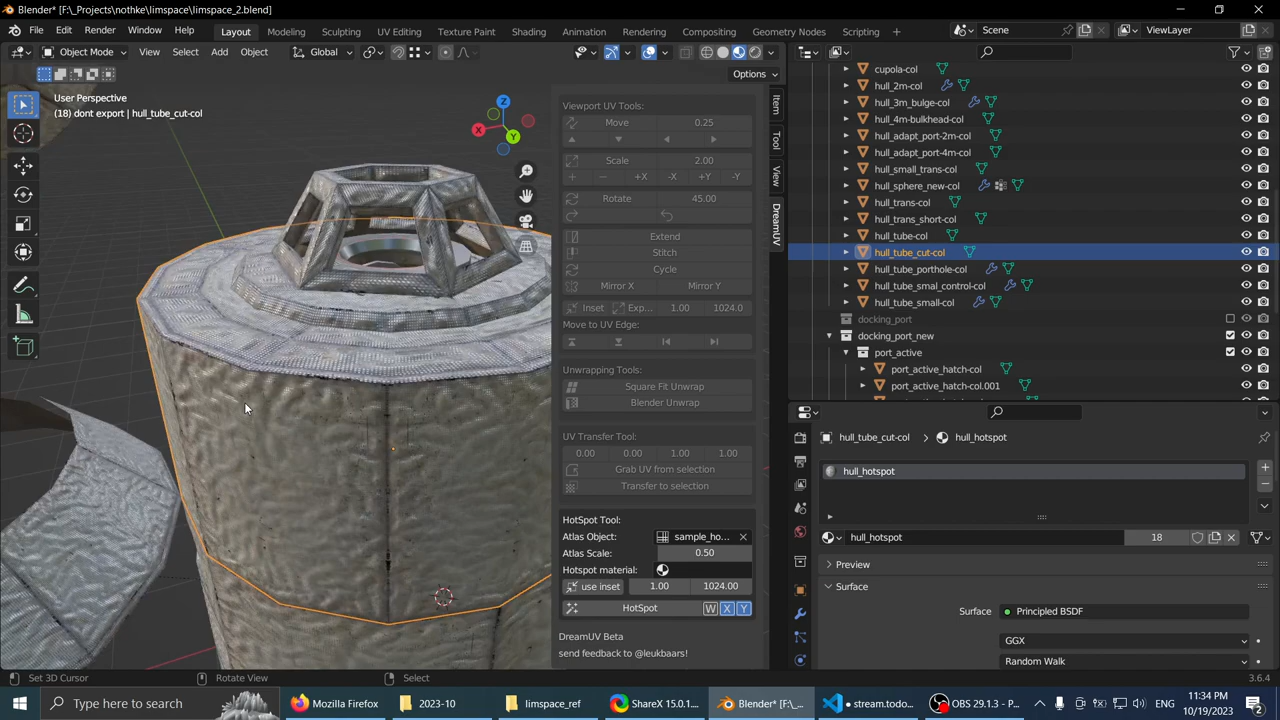 Blender* [F:\_Projects\nothke\limspace\limspace_2.blend]
File Edit Render Window Help Layout Modeling Sculpting UV Editing Texture Paint Shading Animation Rendering Compositing Geometry Nodes Scripting Scene ViewLayer
Object Mode View Select Add Object Global
Options
User Perspective
(18) dont export | hull_tube_cut-col
Z
X
Y
Viewport UV Tools:
Move 0.25
Scale 2.00
+X -X +Y -Y
Rotate 45.00
Extend
Stitch
Cycle
Mirror X Mirror Y
Inset Exp... 1.00 1024.0
Move to UV Edge:
Unwrapping Tools:
Square Fit Unwrap
Blender Unwrap
UV Transfer Tool:
0.00 0.00 1.00 1.00
Grab UV from selection
Transfer to selection
HotSpot Tool:
Atlas Object: sample_ho...
Atlas Scale: 0.50
Hotspot material:
use inset 1.00 1024.00
HotSpot W X Y
DreamUV Beta
send feedback to @leukbaars!
Item
Tool
View
DreamUV
cupola-col
hull_2m-col
hull_3m_bulge-col
hull_4m-bulkhead-col
hull_adapt_port-2m-col
hull_adapt_port-4m-col
hull_small_trans-col
hull_sphere_new-col
hull_trans-col
hull_trans_short-col
hull_tube-col
hull_tube_cut-col
hull_tube_porthole-col
hull_tube_smal_control-col
hull_tube_small-col
docking_port
docking_port_new
port_active
port_active_hatch-col
port_active_hatch-col.001
hull_tube_cut-col hull_hotspot
hull_hotspot
hull_hotspot 18
Preview
Surface
Surface: Principled BSDF
GGX
Random Walk
Set 3D Cursor Rotate View Select 3.6.4
Type here to search Mozilla Firefox 2023-10 limspace_ref ShareX 15.0.1... Blender* [F:\_... stream.todo... OBS 29.1.3 - P... ENG 11:34 PM
10/19/2023